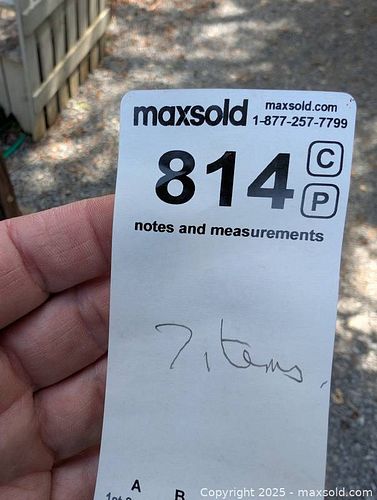 maxsold maxsold.com
1-877-257-7799
814 C
P
notes and measurements
7 items.
A B
Copyright © 2025 - maxsold.com